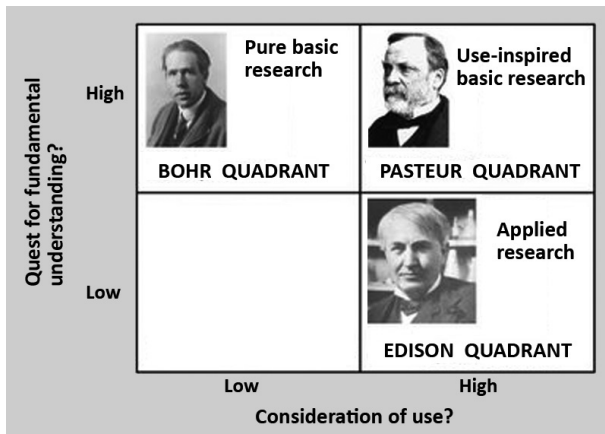 Pure basic
research
BOHR QUADRANT
Use-inspired
basic research
PASTEUR QUADRANT
Applied
research
EDISON QUADRANT
Quest for fundamental
understanding?
High
Low
Low
High
Consideration of use?